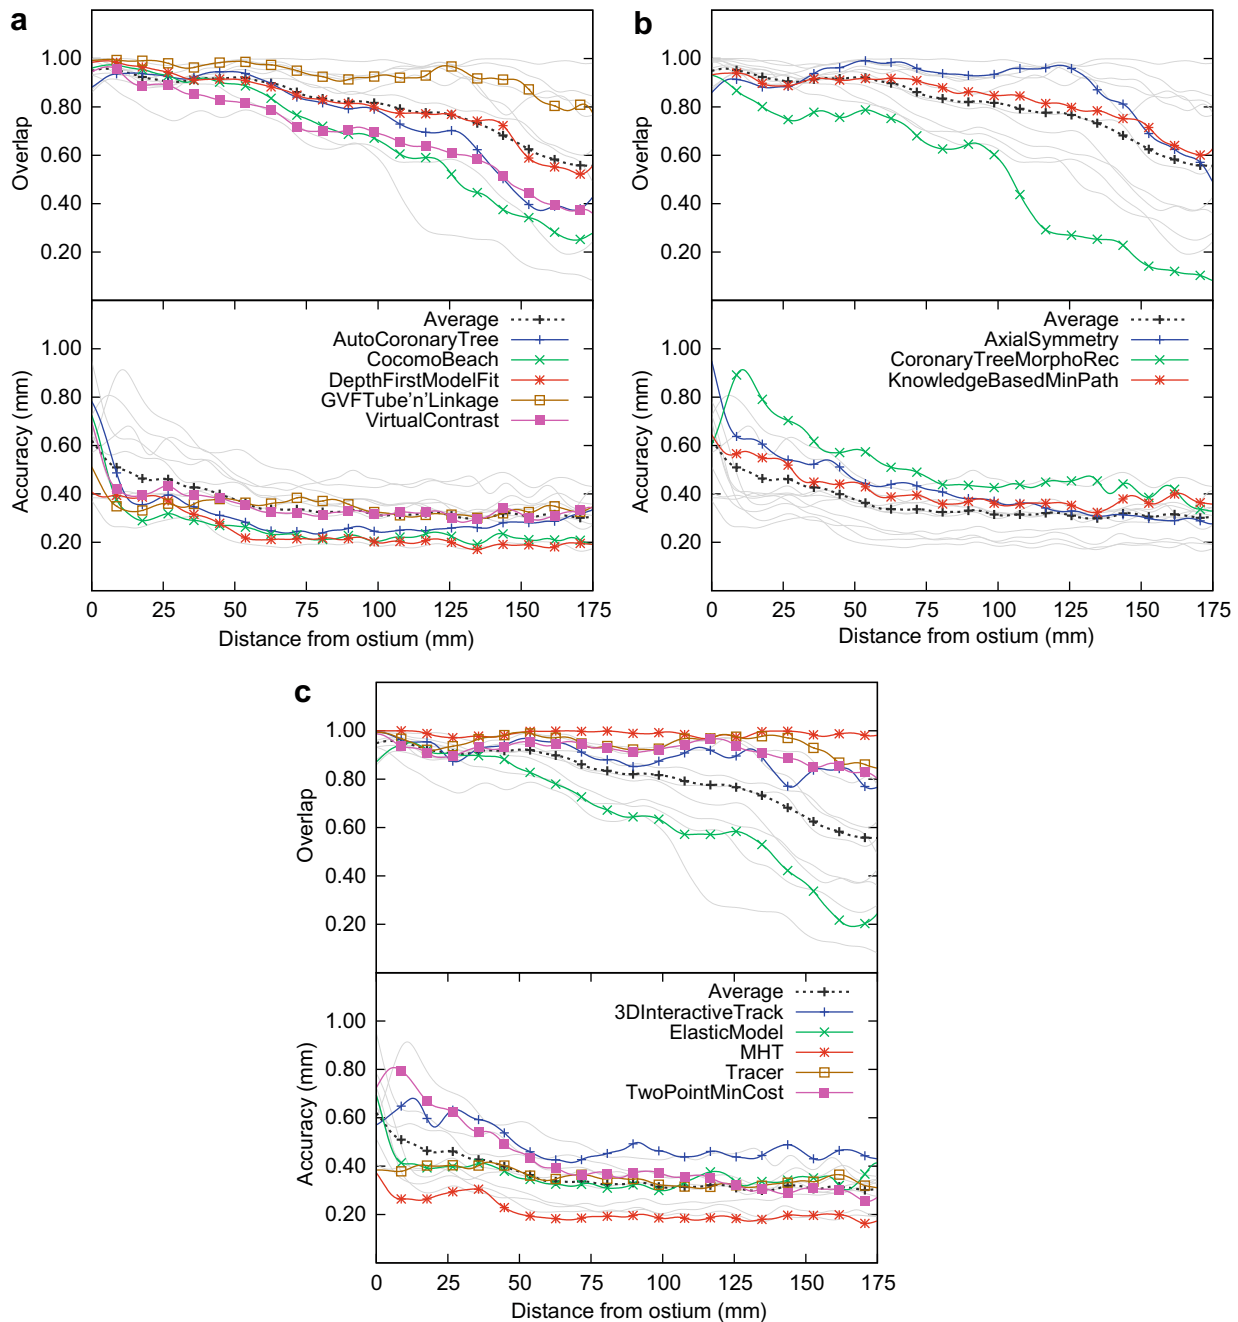 a
1.00
0.80
0.60
0.40
0.20
Overlap
Average
AutoCoronaryTree
CocomoBeach
DepthFirstModelFit
GVFTube'n'Linkage
VirtualContrast
1.00
0.80
0.60
0.40
0.20
Accuracy (mm)
0 25 50 75 100 125 150 175
Distance from ostium (mm)
b
1.00
0.80
0.60
0.40
0.20
Overlap
Average
AxialSymmetry
CoronaryTreeMorphoRec
KnowledgeBasedMinPath
1.00
0.80
0.60
0.40
0.20
Accuracy (mm)
0 25 50 75 100 125 150 175
Distance from ostium (mm)
c
1.00
0.80
0.60
0.40
0.20
Overlap
Average
3DInteractiveTrack
ElasticModel
MHT
Tracer
TwoPointMinCost
1.00
0.80
0.60
0.40
0.20
Accuracy (mm)
0 25 50 75 100 125 150 175
Distance from ostium (mm)